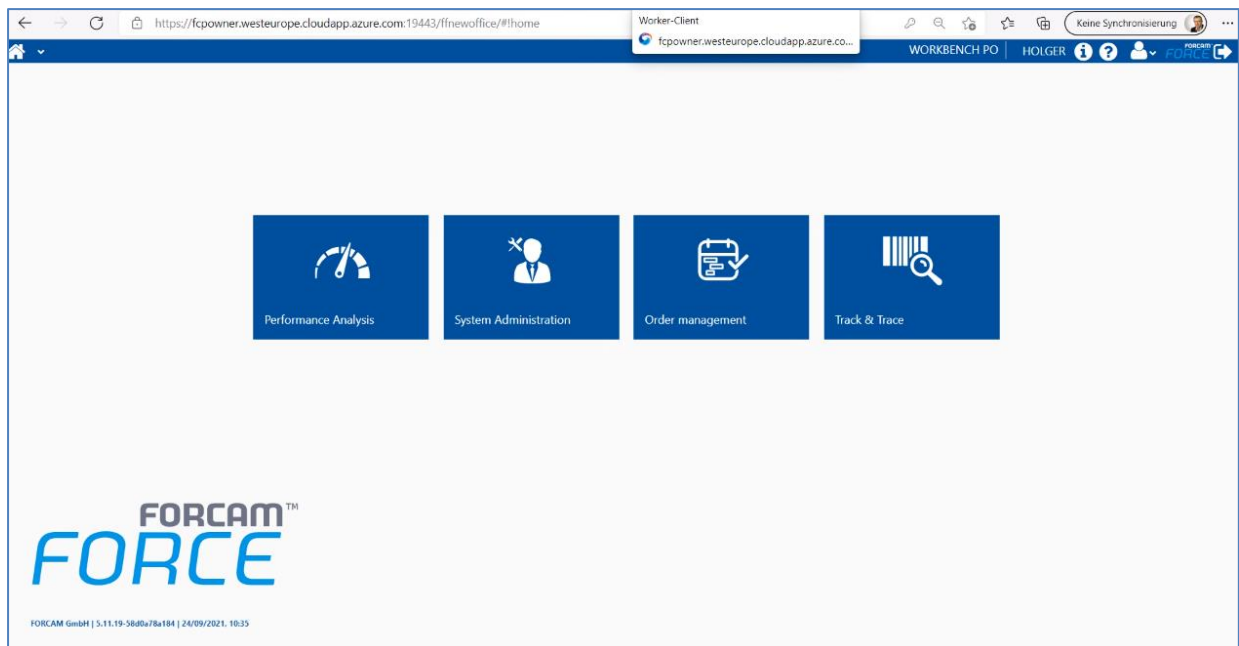 https://fcpowner.westeurope.cloudapp.azure.com:19443/ffnewoffice/#!home
Worker-Client
fcpowner.westeurope.cloudapp.azure.co...
Keine Synchronisierung
WORKBENCH PO HOLGER FORCAM FORCE
Performance Analysis
System Administration
Order management
Track & Trace
FORCAM™
FORCE
FORCAM GmbH | 5.11.19-58d0a78a184 | 24/09/2021, 10:35